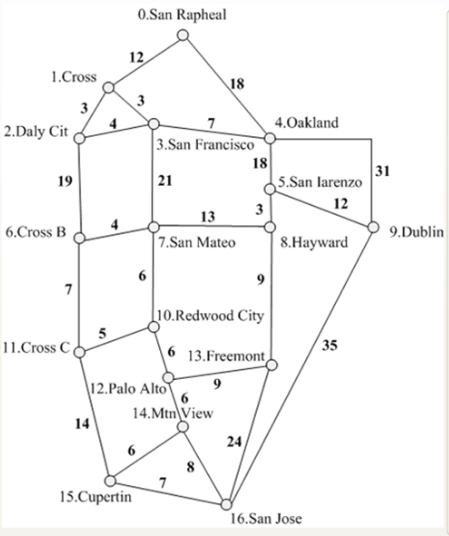 0.San Rapheal
12
1.Cross
18
3
3
2.Daly Cit
4
7
4.Oakland
3.San Francisco
18
31
5.San Iarenzo
19
21
12
3
6.Cross B
4
13
9.Dublin
7.San Mateo
8.Hayward
6
9
7
10.Redwood City
5
6
13.Freemont
35
11.Cross C
12.Palo Alto
9
6
14.Mtn View
14
24
6
8
7
15.Cupertin
16.San Jose